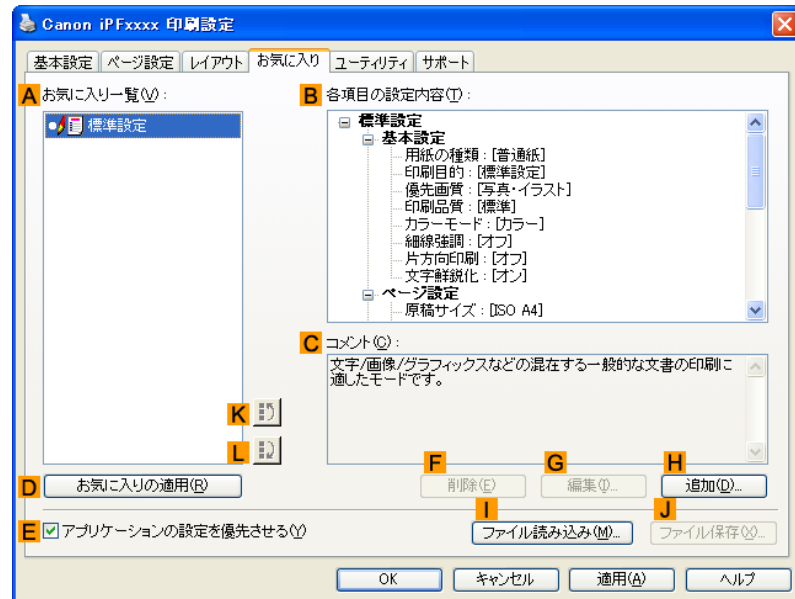 Canon iPFxxxx 印刷設定
基本設定 ページ設定 レイアウト お気に入り ユーティリティ サポート
A お気に入り一覧(V) :
標準設定
B 各項目の設定内容(T) :
標準設定
基本設定
用紙の種類 : [普通紙]
印刷目的 : [標準設定]
優先画質 : [写真・イラスト]
印刷品質 : [標準]
カラーモード : [カラー]
細線強調 : [オフ]
片方向印刷 : [オフ]
文字鮮鋭化 : [オン]
ページ設定
原稿サイズ : [ISO A4]
C コメント(C) :
文字/画像/グラフィックスなどの混在する一般的な文書の印刷に
適したモードです。
K
L
D お気に入りの適用(R)
F 削除(E)
G 編集(I)...
H 追加(D)...
E アプリケーションの設定を優先させる(Y)
I ファイル読み込み(M)...
J ファイル保存(X)...
OK キャンセル 適用(A) ヘルプ